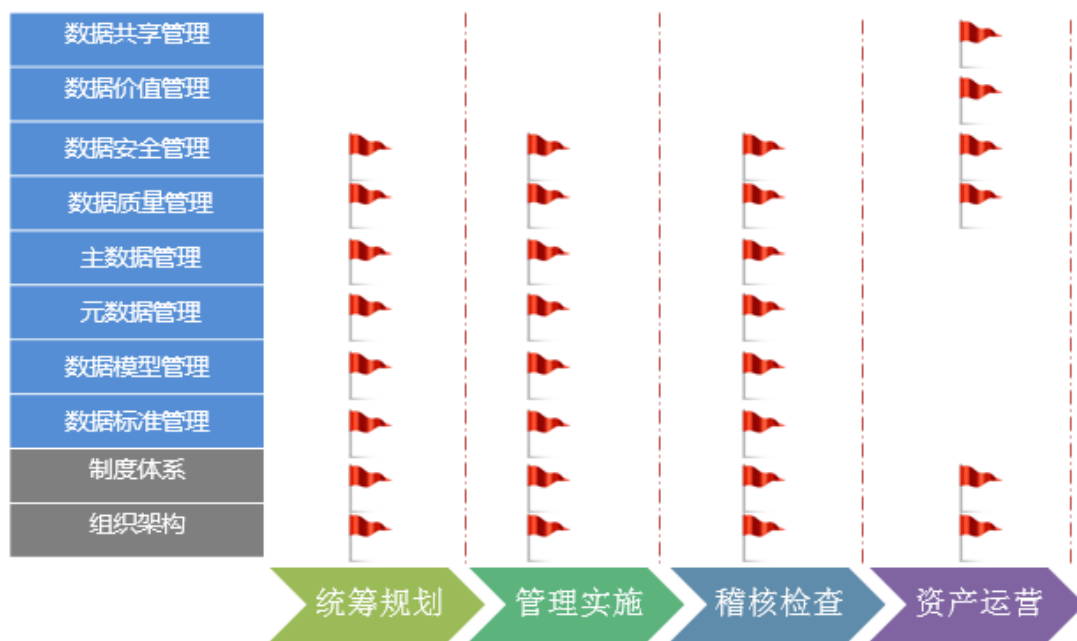 数据共享管理
数据价值管理
数据安全管理
数据质量管理
主数据管理
元数据管理
数据模型管理
数据标准管理
制度体系
组织架构
统筹规划
管理实施
稽核检查
资产运营